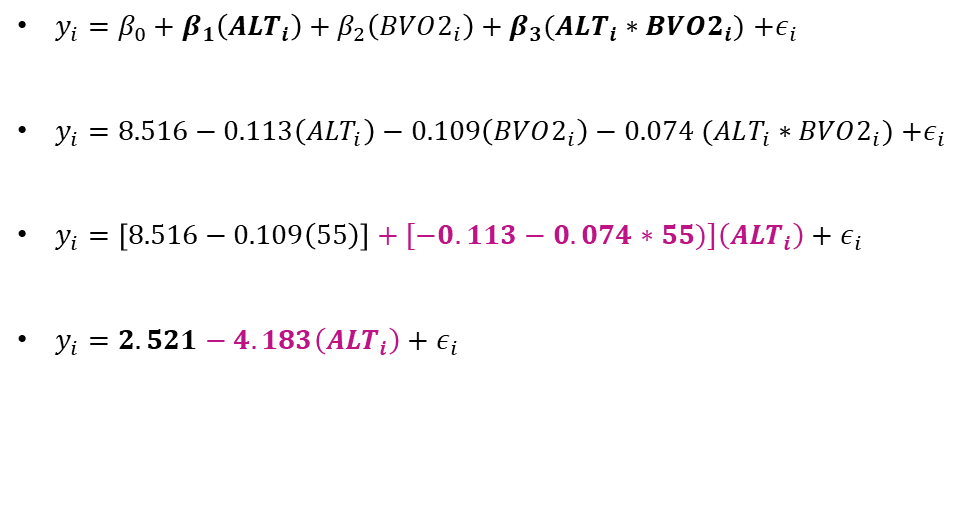 • yᵢ = β₀ + β₁(ALTᵢ) + β₂(BVO2ᵢ) + β₃(ALTᵢ ∗ BVO2ᵢ) +ϵᵢ
• yᵢ = 8.516 − 0.113(ALTᵢ) − 0.109(BVO2ᵢ) − 0.074 (ALTᵢ ∗ BVO2ᵢ) +ϵᵢ
• yᵢ = [8.516 − 0.109(55)] + [−0.113 − 0.074 ∗ 55)](ALTᵢ) + ϵᵢ
• yᵢ = 2.521 − 4.183(ALTᵢ) + ϵᵢ